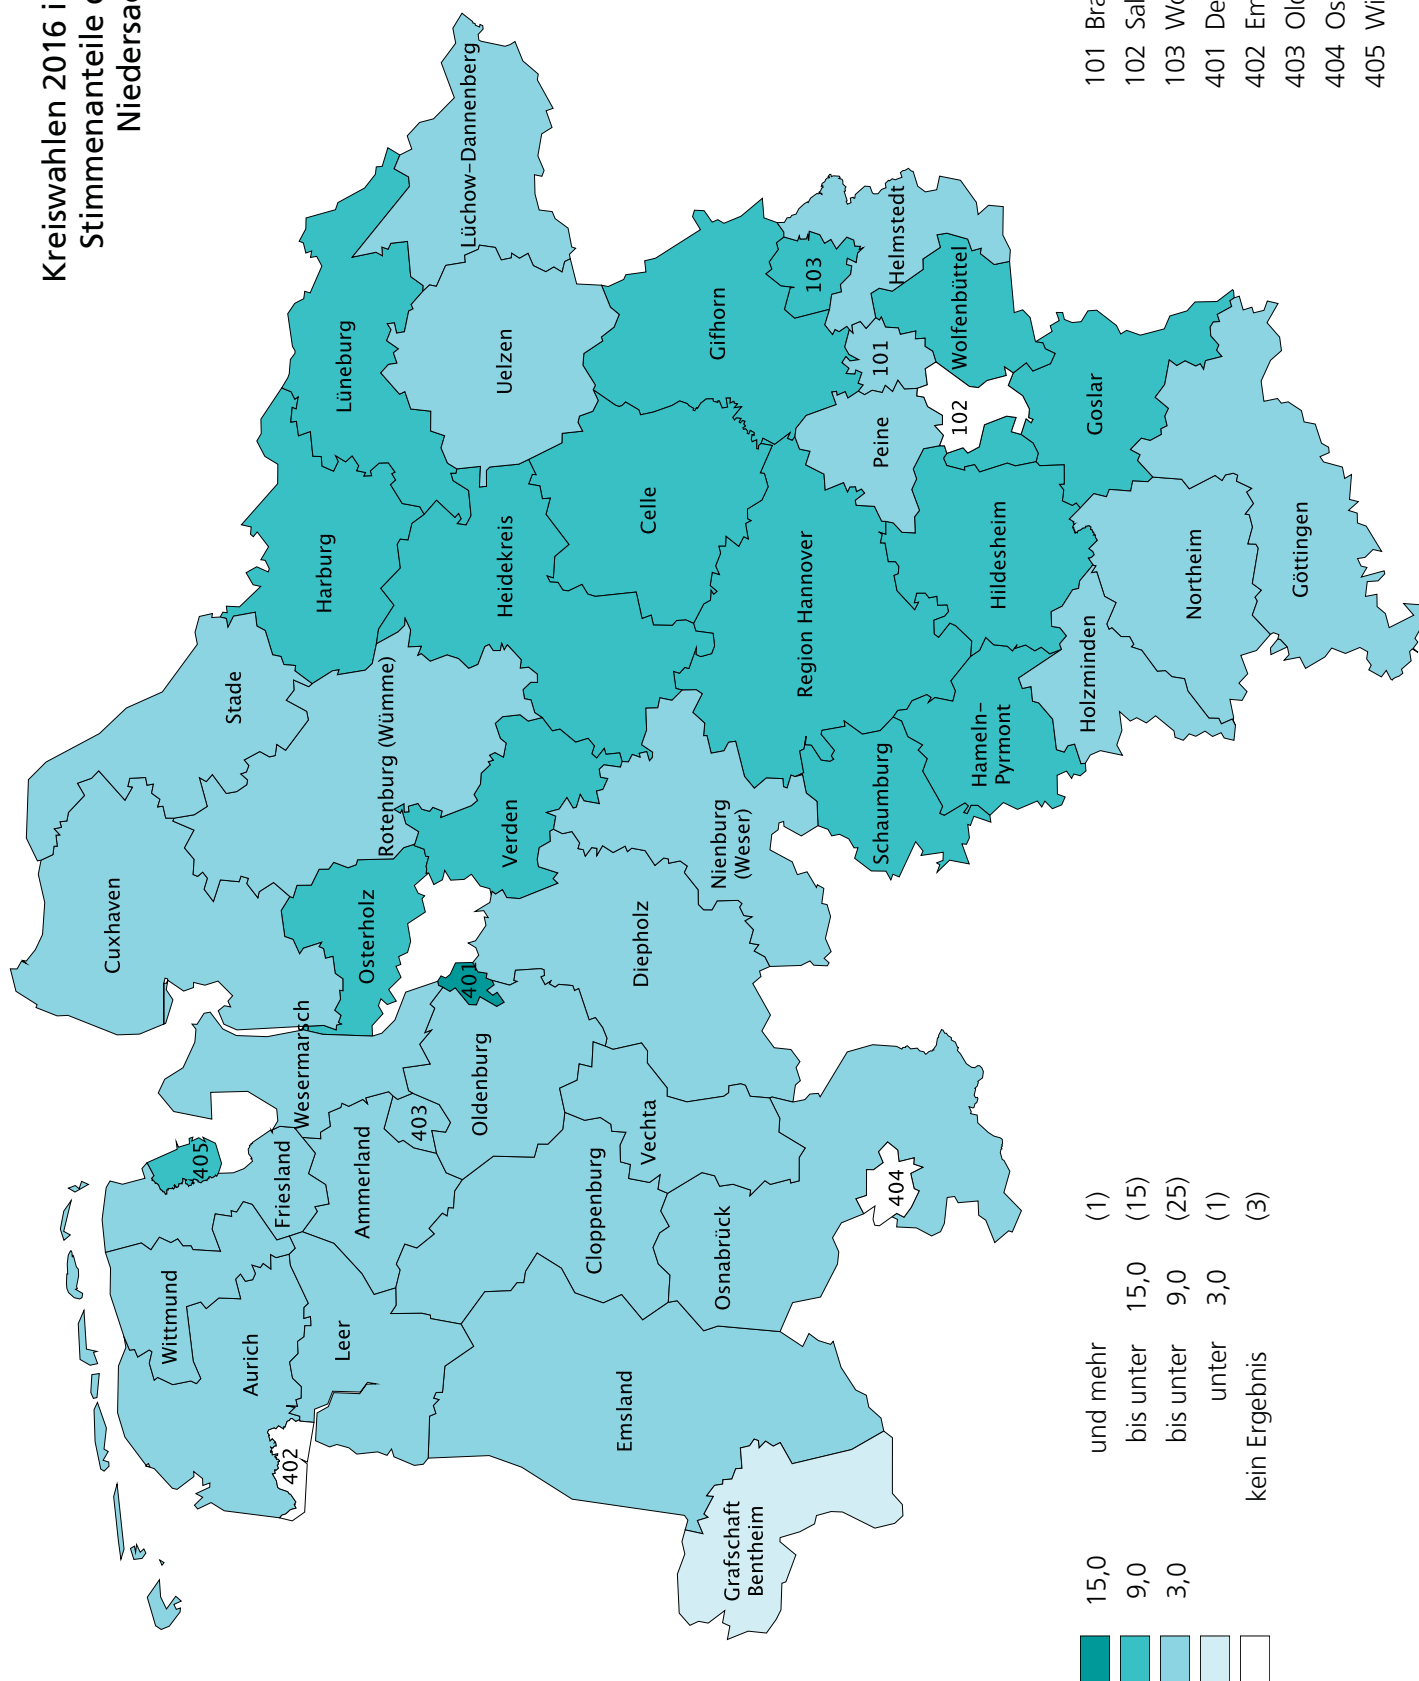 Kreiswahlen 2016 i
Stimmenanteile
Niedersa
Lüchow–Dannenberg
Lüneburg
Uelzen
Harburg
Heidekreis
Celle
Gifhorn
103
Helmstedt
101
Wolfenbüttel
102
Peine
Goslar
Stade
Rotenburg (Wümme)
Cuxhaven
Osterholz
Verden
Region Hannover
Hildesheim
Hameln–
Pyrmont
Schaumburg
Holzminden
Northeim
Göttingen
Nienburg
(Weser)
Diepholz
401
Wesermarsch
Oldenburg
403
405
Friesland
Ammerland
Cloppenburg
Vechta
Osnabrück
404
Wittmund
Aurich
Leer
402
Emsland
Grafschaft
Bentheim
15,0 und mehr (1)
9,0 bis unter 15,0 (15)
3,0 bis unter 9,0 (25)
unter 3,0 (1)
kein Ergebnis (3)
101 Bra
102 Sal
103 Wo
401 De
402 Em
403 Old
404 Os
405 Wi